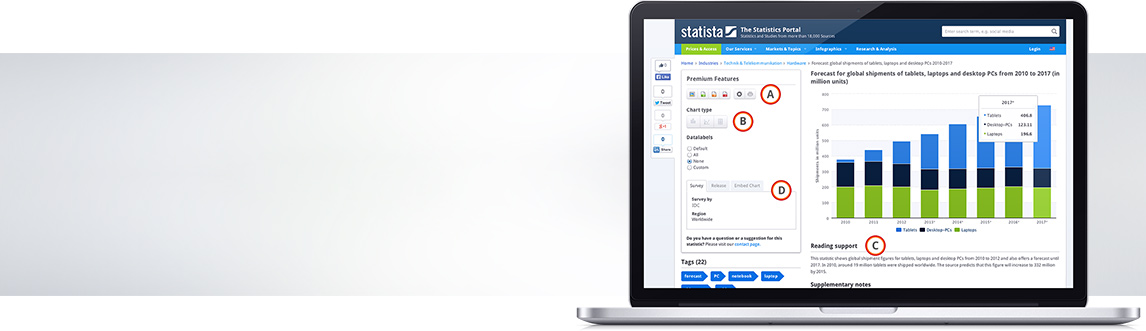 statista
The Statistics Portal
Statistics and Studies from more than 18,000 Sources
Enter search term, e.g. social media
Prices & Access Our Services Markets & Topics Infographics Research & Analysis Login
Home > Industries > Technik & Telekommunikation > Hardware > Forecast global shipments of tablets, laptops and desktop PCs 2010-2017
0
Like
0
Tweet
0
g+1
0
Share
Premium Features
A
Chart type
B
Datalabels
Default
All
None
Custom
Survey Release Embed Chart
D
Survey by
IDC
Region
Worldwide
Do you have a question or a suggestion for this
statistic? Please visit our contact page.
Tags (22)
forecast PC notebook laptop
Forecast for global shipments of tablets, laptops and desktop PCs from 2010 to 2017 (in
million units)
Shipments in million units
800
700
600
500
400
300
200
100
0
2017*
Tablets 406.8
Desktop-PCs 123.11
Laptops 196.6
2010 2011 2012 2013* 2014* 2015* 2016* 2017*
Tablets Desktop-PCs Laptops
Reading support
C
This statistic shows global shipment figures for tablets, laptops and desktop PCs from 2010 to 2012 and also offers a forecast until
2017. In 2010, around 19 million tablets were shipped worldwide. The source predicts that this figure will increase to 332 million
by 2015.
Supplementary notes